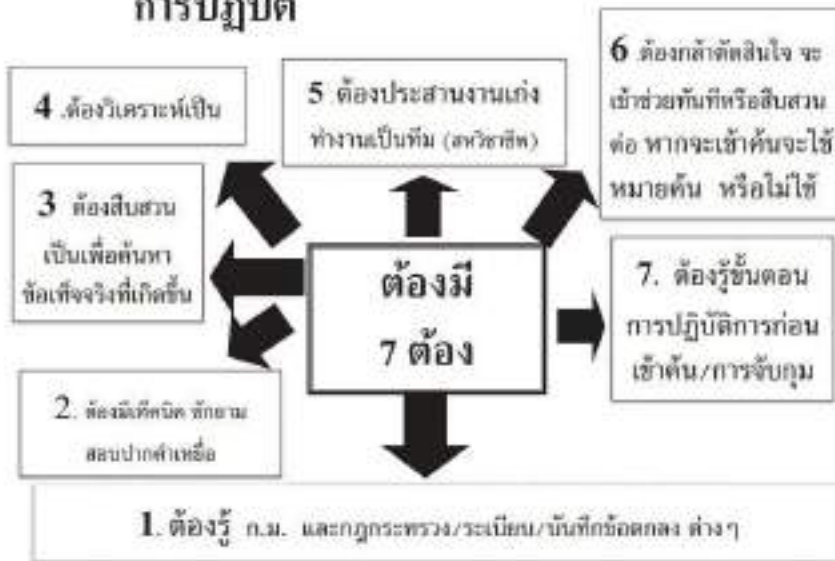 การปฏิบัติ
4 .ต้องวิเคราะห์เป็น
5 ต้องประสานงานเก่ง
ทำงานเป็นทีม (สหวิชาชีพ)
6 ต้องกล้าตัดสินใจ จะ
เข้าช่วยทันทีหรือสืบสวน
ต่อ หากจะเข้าค้นจะใช้
หมายค้น หรือไม่ใช้
3 ต้องสืบสวน
เป็นเพื่อค้นหา
ข้อเท็จจริงที่เกิดขึ้น
ต้องมี
7 ต้อง
7. ต้องรู้ขั้นตอน
การปฏิบัติการก่อน
เข้าค้น/การจับกุม
2. ต้องมีเทคนิค ซักถาม
สอบปากคำเหยื่อ
1. ต้องรู้ ก.ม. และกฎกระทรวง/ระเบียบ/บันทึกข้อตกลง ต่างๆ